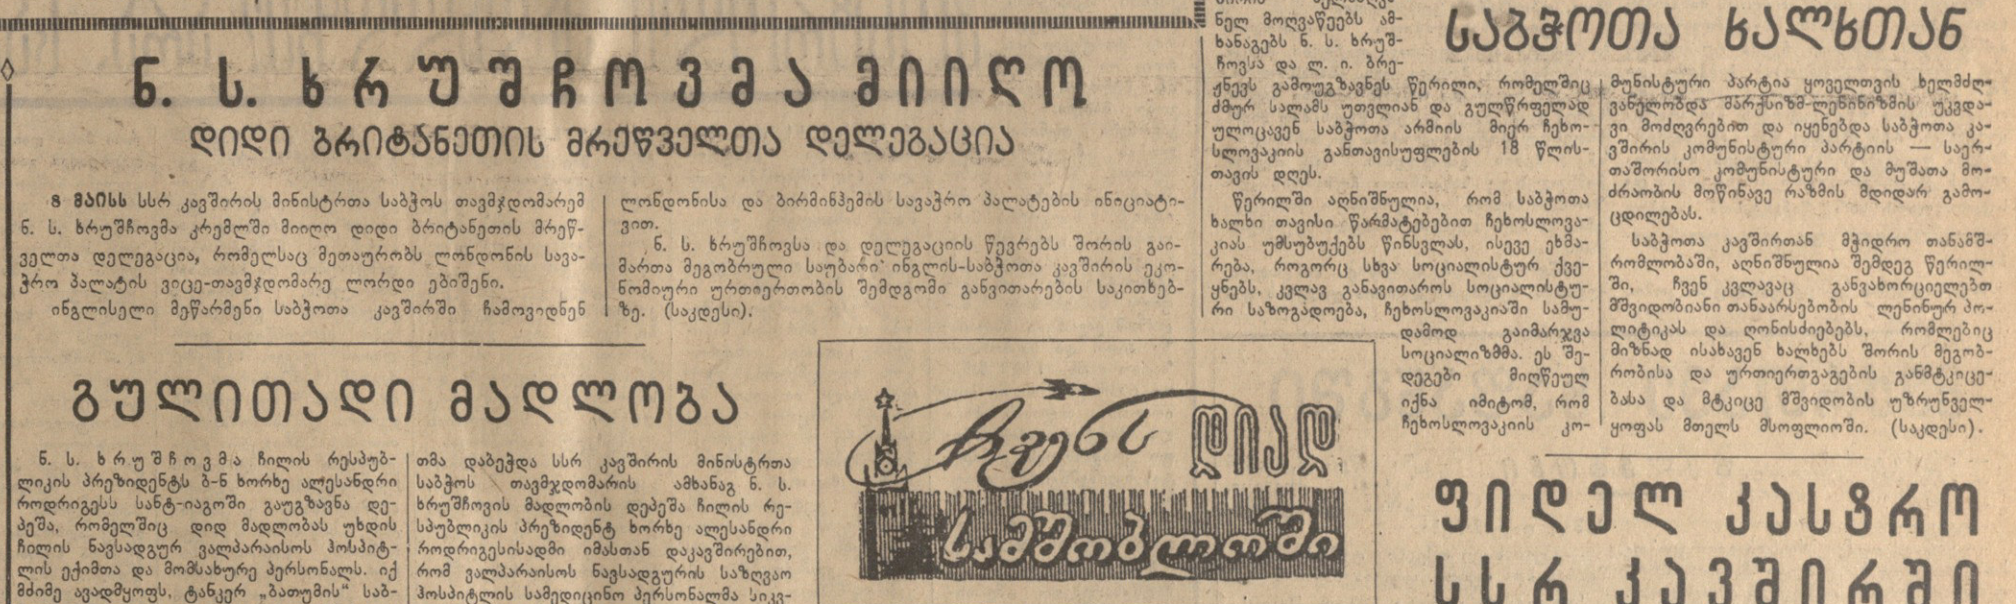 ნ. ს. ხრუშჩოვმა მიიღო
დიდი ბრიტანეთის მრეწველთა დელეგაცია
8 მაისს სსრ კავშირის მინისტრთა საბჭოს თავმჯდომარემ
ნ. ს. ხრუშჩოვმა კრემლში მიიღო დიდი ბრიტანეთის მრეწ-
ველთა დელეგაცია, რომელსაც მეთაურობს ლონდონის სავა-
ჭრო პალატის ვიცე-თავმჯდომარე ლორდი ებიშენი.
ინგლისელი მეწარმენი საბჭოთა კავშირში ჩამოვიდნენ
ლონდონისა და ბირმინჰემის სავაჭრო პალატების ინიციატი-
ვით.
ნ. ს. ხრუშჩოვსა და დელეგაციის წევრებს შორის გაი-
მართა მეგობრული საუბარი ინგლის-საბჭოთა კავშირის ეკო-
ნომიური ურთიერთობის შემდგომი განვითარების საკითხებ-
ზე. (საკდესი).
გულითადი მადლობა
ნ. ს. ხრუშჩოვმა ჩილის რესპუბ-
ლიკის პრეზიდენტს ბ-ნ ხორხე ალესანდრი
როდრიგესს სანტ-იაგოში გაუგზავნა დე-
პეშა, რომელშიც დიდ მადლობას უხდის
ჩილის ნავსადგურ ვალპარაისოს ჰოსპიტ-
ლის ექიმთა და მომსახურე პერსონალს. იქ
მძიმე ავადმყოფს, ტანკერ „ბათუმის“ საბ-
თმა დაბეჭდა სსრ კავშირის მინისტრთა
საბჭოს თავმჯდომარის ამხანაგ ნ. ს.
ხრუშჩოვის მადლობის დეპეშა ჩილის რე-
სპუბლიკის პრეზიდენტ ხორხე ალესანდრი
როდრიგესისადმი იმასთან დაკავშირებით,
რომ ვალპარაისოს ნავსადგურის საზღვაო
ჰოსპიტლის სამედიცინო პერსონალმა სიკვ-
ჩვენს დიად
სამშობლოში
ნელ მოღვაწეებს ამ-
ხანაგებს ნ. ს. ხრუშ-
ჩოვსა და ლ. ი. ბრე-
ჟნევს გამოუგზავნეს წერილი, რომელშიც
ძმურ სალამს უთვლიან და გულწრფელად
ულოცავენ საბჭოთა არმიის მიერ ჩეხო-
სლოვაკიის განთავისუფლების 18 წლის-
თავის დღეს.
წერილში აღნიშნულია, რომ საბჭოთა
ხალხი თავისი წარმატებებით ჩეხოსლოვა-
კიას უმსუბუქებს წინსვლას, ისევე ეხმა-
რება, როგორც სხვა სოციალისტურ ქვე-
ყნებს, კვლავ განავითაროს სოციალისტუ-
რი საზოგადოება, ჩეხოსლოვაკიაში სამუ-
დამოდ გაიმარჯვა
სოციალიზმმა. ეს შე-
დეგები მიღწეულ
იქნა იმიტომ, რომ
ჩეხოსლოვაკიის კო-
საბჭოთა ხალხთან
მუნისტური პარტია ყოველთვის ხელმძღ-
ვანელობდა მარქსიზმ-ლენინიზმის უკვდა-
ვი მოძღვრებით და იყენებდა საბჭოთა კა-
ვშირის კომუნისტური პარტიის — საერ-
თაშორისო კომუნისტური და მუშათა მო-
ძრაობის მოწინავე რაზმის მდიდარ გამო-
ცდილებას.
საბჭოთა კავშირთან მჭიდრო თანამშ-
რომლობაში, აღნიშნულია შემდეგ წერილ-
ში, ჩვენ კვლავაც განვახორციელებთ
მშვიდობიანი თანაარსებობის ლენინურ პო-
ლიტიკას და ღონისძიებებს, რომლებიც
მიზნად ისახავენ ხალხებს შორის მეგობ-
რობისა და ურთიერთგაგების განმტკიცე-
ბასა და მტკიცე მშვიდობის უზრუნველ-
ყოფას მთელს მსოფლიოში. (საკდესი).
ფიდელ კასტრო
სსრ კავშირში